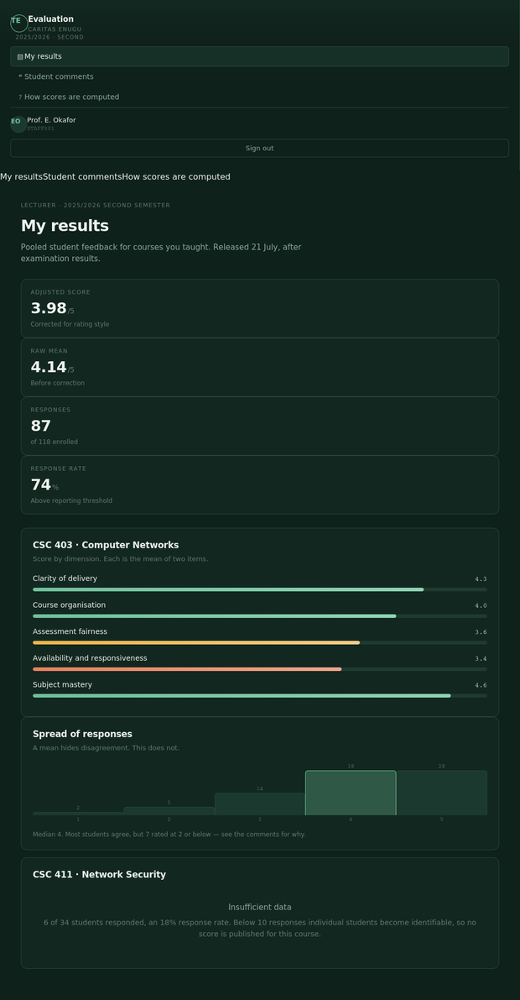 TE
Evaluation
CARITAS ENUGU
2025/2026 · SECOND
My results
❝ Student comments
? How scores are computed
EO
Prof. E. Okafor
STAFF001
Sign out
My resultsStudent commentsHow scores are computed
LECTURER · 2025/2026 SECOND SEMESTER
My results
Pooled student feedback for courses you taught. Released 21 July, after
examination results.
ADJUSTED SCORE
3.98/5
Corrected for rating style
RAW MEAN
4.14/5
Before correction
RESPONSES
87
of 118 enrolled
RESPONSE RATE
74%
Above reporting threshold
CSC 403 · Computer Networks
Score by dimension. Each is the mean of two items.
Clarity of delivery 4.3
Course organisation 4.0
Assessment fairness 3.6
Availability and responsiveness 3.4
Subject mastery 4.6
Spread of responses
A mean hides disagreement. This does not.
2 5 14 38 28
1 2 3 4 5
Median 4. Most students agree, but 7 rated at 2 or below — see the comments for why.
CSC 411 · Network Security
Insufficient data
6 of 34 students responded, an 18% response rate. Below 10 responses individual students become identifiable, so no
score is published for this course.